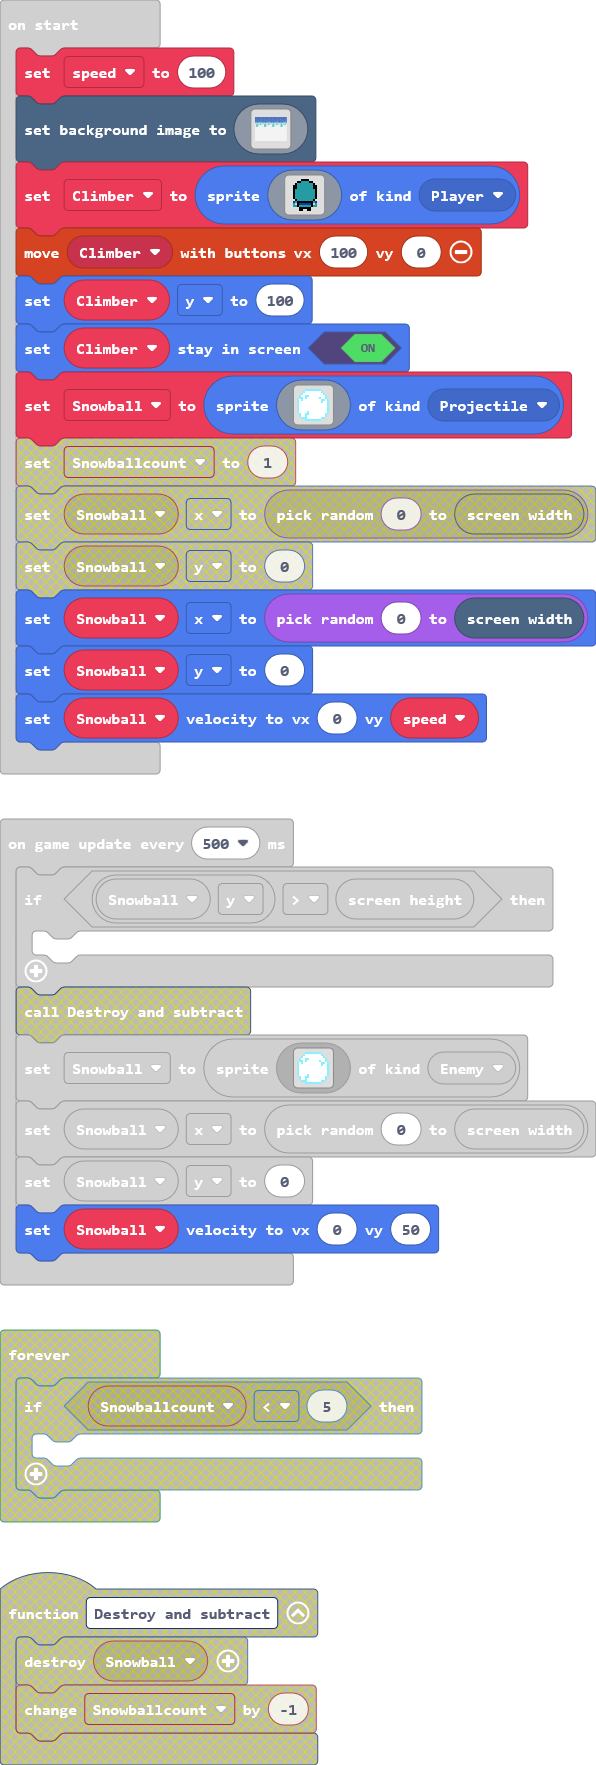 on start
set speed to 100
set background image to
set Climber to sprite of kind Player
move Climber with buttons vx 100 vy 0
set Climber y to 100
set Climber stay in screen ON
set Snowball to sprite of kind Projectile
set Snowballcount to 1
set Snowball x to pick random 0 to screen width
set Snowball y to 0
set Snowball x to pick random 0 to screen width
set Snowball y to 0
set Snowball velocity to vx 0 vy speed
on game update every 500 ms
if Snowball y > screen height then
call Destroy and subtract
set Snowball to sprite of kind Enemy
set Snowball x to pick random 0 to screen width
set Snowball y to 0
set Snowball velocity to vx 0 vy 50
forever
if Snowballcount < 5 then
function Destroy and subtract
destroy Snowball
change Snowballcount by -1